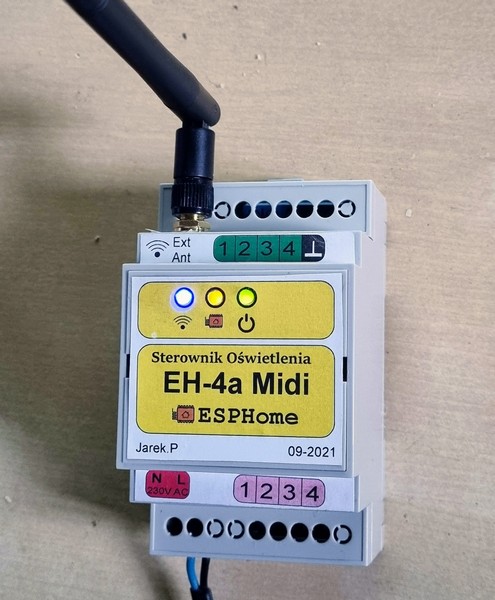 Ext
Ant
1 2 3 4
Sterownik Oświetlenia
EH-4a Midi
ESPHome
Jarek.P 09-2021
N L
230V AC
1 2 3 4